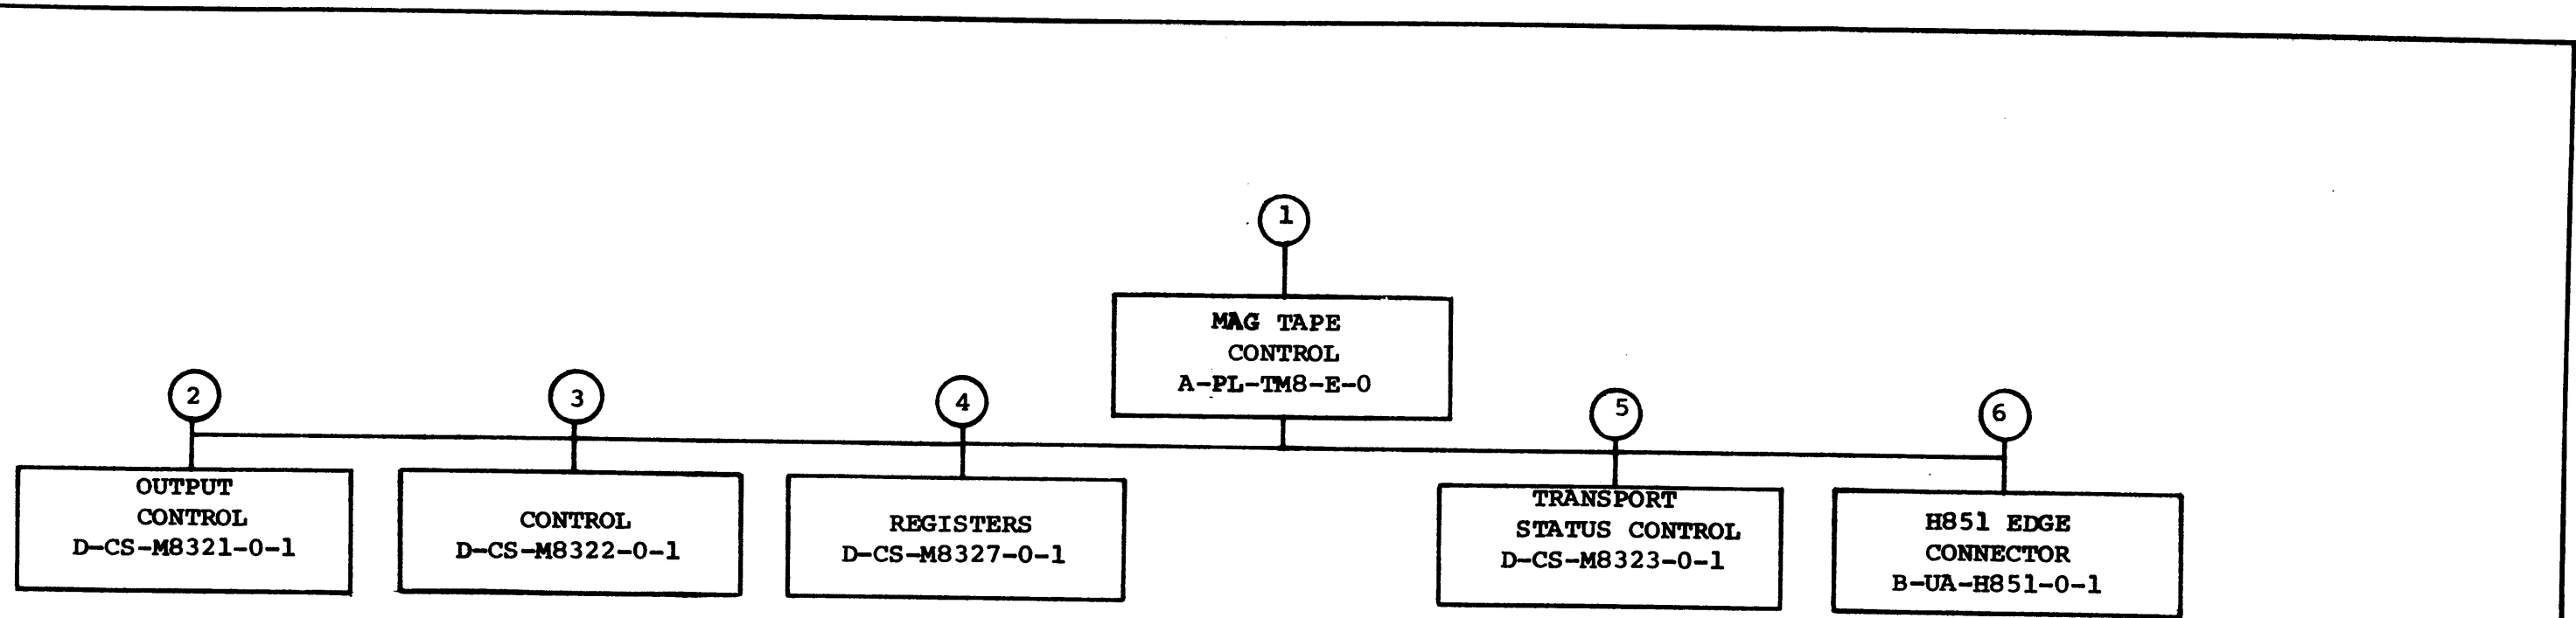 1
MAG TAPE
CONTROL
A-PL-TM8-E-0
2
OUTPUT
CONTROL
D-CS-M8321-0-1
3
CONTROL
D-CS-M8322-0-1
4
REGISTERS
D-CS-M8327-0-1
5
TRANSPORT
STATUS CONTROL
D-CS-M8323-0-1
6
H851 EDGE
CONNECTOR
B-UA-H851-0-1